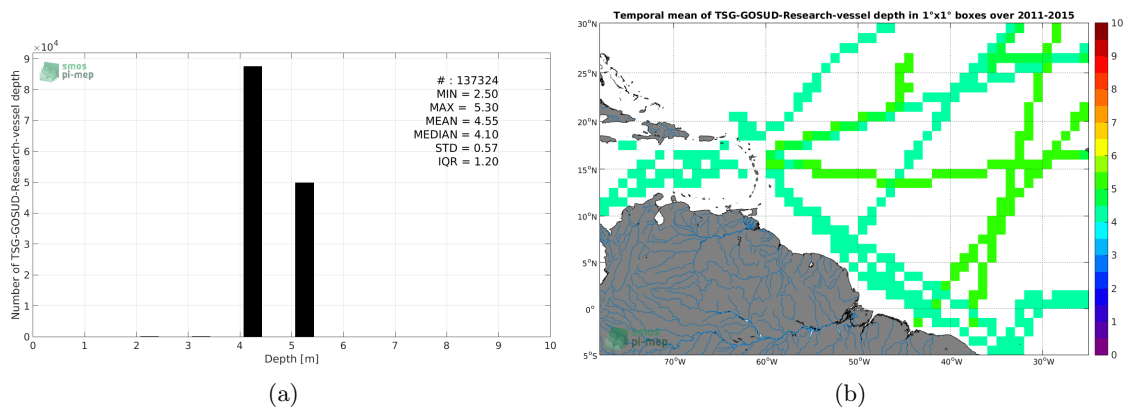 ×10⁴
9
8
7
6
5
4
3
2
1
0
Number of TSG-GOSUD-Research-vessel depth
smos
pi-mep
# : 137324
MIN = 2.50
MAX = 5.30
MEAN = 4.55
MEDIAN = 4.10
STD = 0.57
IQR = 1.20
0 1 2 3 4 5 6 7 8 9 10
Depth [m]
(a)
Temporal mean of TSG-GOSUD-Research-vessel depth in 1°x1° boxes over 2011-2015
30°N
25°N
20°N
15°N
10°N
5°N
0°
5°S
smos
pi-mep
70°W 60°W 50°W 40°W 30°W
10
9
8
7
6
5
4
3
2
1
0
(b)